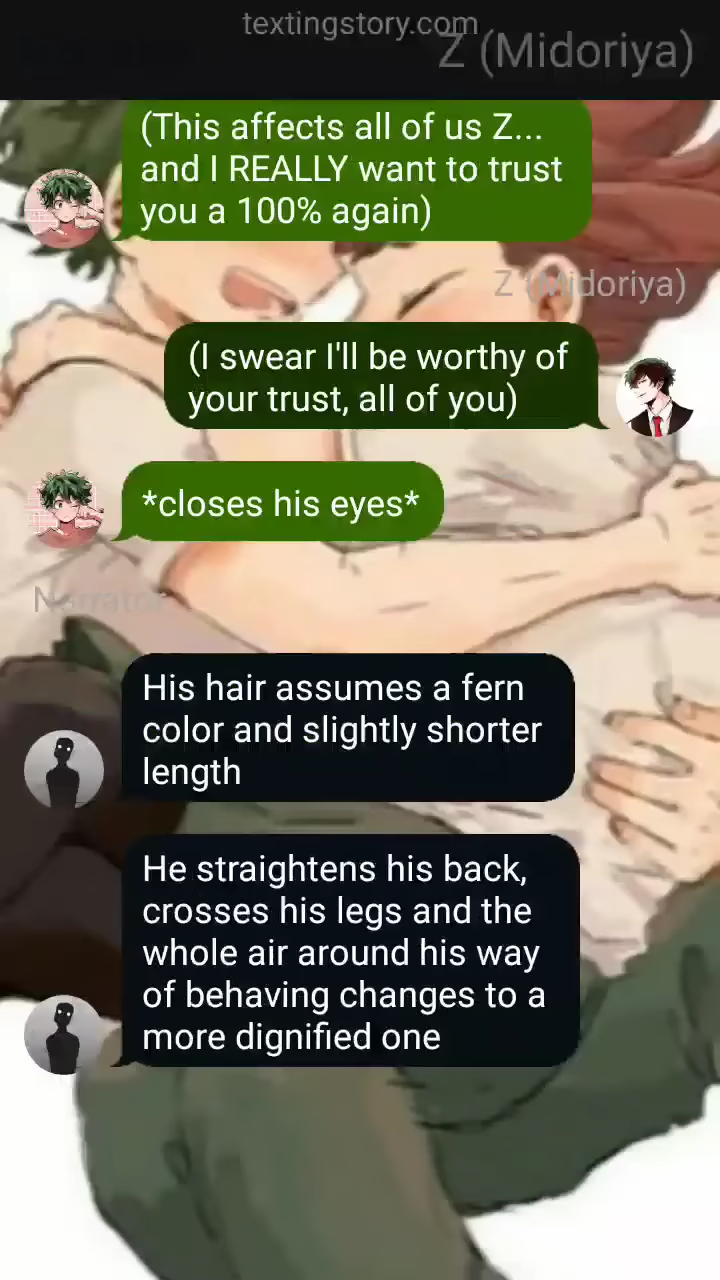 textingstory.com
Z (Midoriya)
(This affects all of us Z...
and I REALLY want to trust
you a 100% again)
Z (Midoriya)
(I swear I'll be worthy of
your trust, all of you)
*closes his eyes*
Narrator
His hair assumes a fern
color and slightly shorter
length
He straightens his back,
crosses his legs and the
whole air around his way
of behaving changes to a
more dignified one